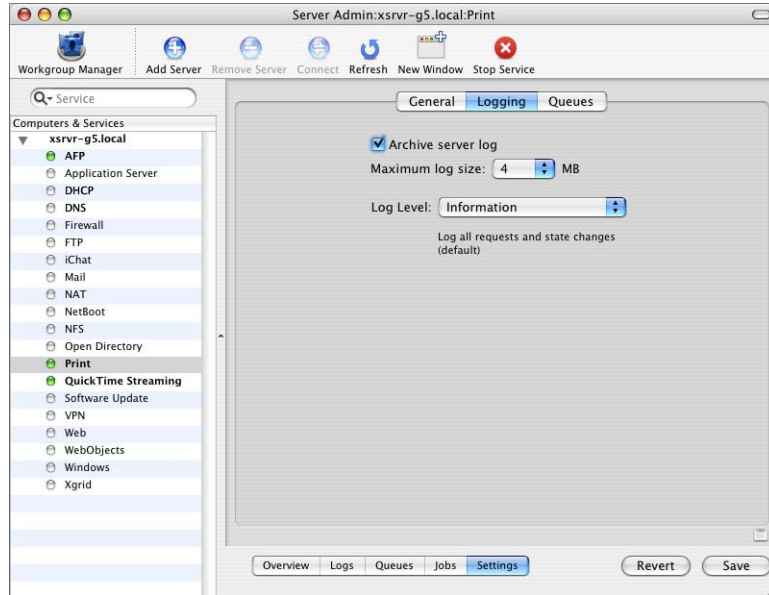 Server Admin:xsrvr-g5.local:Print
Workgroup Manager Add Server Remove Server Connect Refresh New Window Stop Service
Service
Computers & Services
xsrvr-g5.local
AFP
Application Server
DHCP
DNS
Firewall
FTP
iChat
Mail
NAT
NetBoot
NFS
Open Directory
Print
QuickTime Streaming
Software Update
VPN
Web
WebObjects
Windows
Xgrid
General Logging Queues
Archive server log
Maximum log size: 4 MB
Log Level: Information
Log all requests and state changes
(default)
Overview Logs Queues Jobs Settings
Revert Save